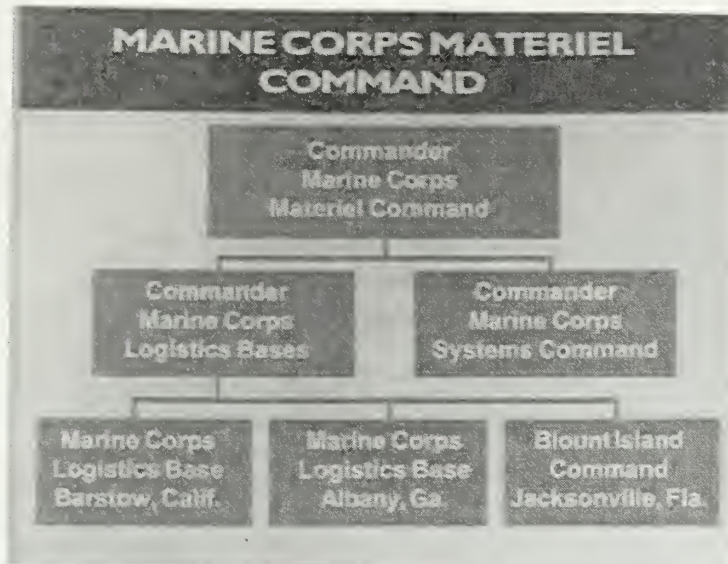 MARINE CORPS MATERIEL
COMMAND
Commander
Marine Corps
Materiel Command
Commander
Marine Corps
Logistics Bases
Commander
Marine Corps
Systems Command
Marine Corps
Logistics Base
Barstow, Calif.
Marine Corps
Logistics Base
Albany, Ga.
Blount Island
Command
Jacksonville, Fla.